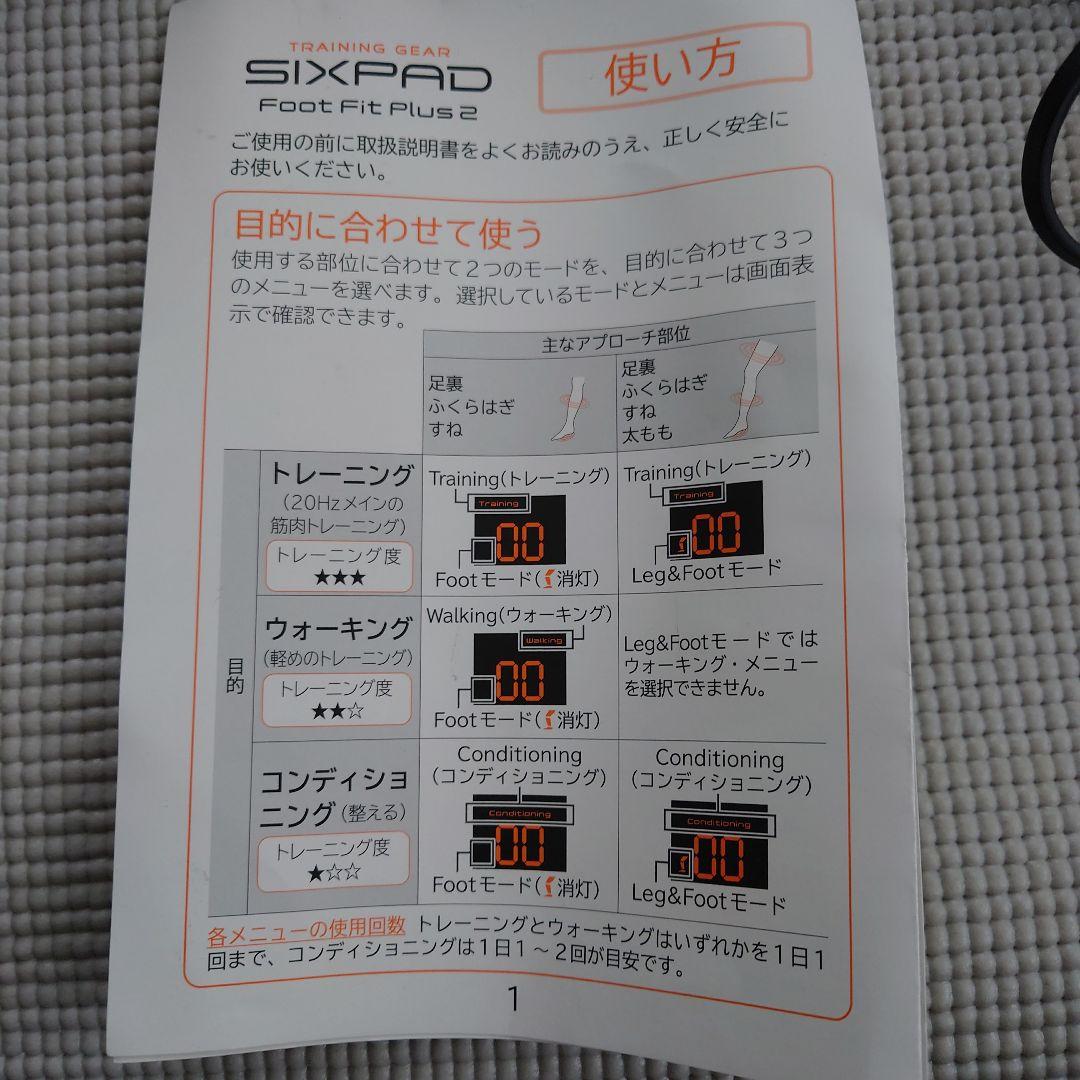 TRAINING GEAR
SIXPAD
Foot Fit Plus 2
使い方
ご使用の前に取扱説明書をよくお読みのうえ、正しく安全に
お使いください。
目的に合わせて使う
使用する部位に合わせて2つのモードを、目的に合わせて3つ
のメニューを選べます。選択しているモードとメニューは画面表
示で確認できます。
主なアプローチ部位
足裏
ふくらはぎ
すね
足裏
ふくらはぎ
すね
太もも
目的
トレーニング
(20Hzメインの
筋肉トレーニング)
トレーニング度
★★★
Training(トレーニング)
Training
00
Footモード(消灯)
Training(トレーニング)
Training
00
Leg&Footモード
ウォーキング
(軽めのトレーニング)
トレーニング度
★★☆
Walking(ウォーキング)
Walking
00
Footモード(消灯)
Leg&Footモードでは
ウォーキング・メニュー
を選択できません。
コンディショ
ニング(整える)
トレーニング度
★☆☆
Conditioning
(コンディショニング)
Conditioning
00
Footモード(消灯)
Conditioning
(コンディショニング)
Conditioning
00
Leg&Footモード
各メニューの使用回数 トレーニングとウォーキングはいずれかを1日1
回まで、コンディショニングは1日1～2回が目安です。
1